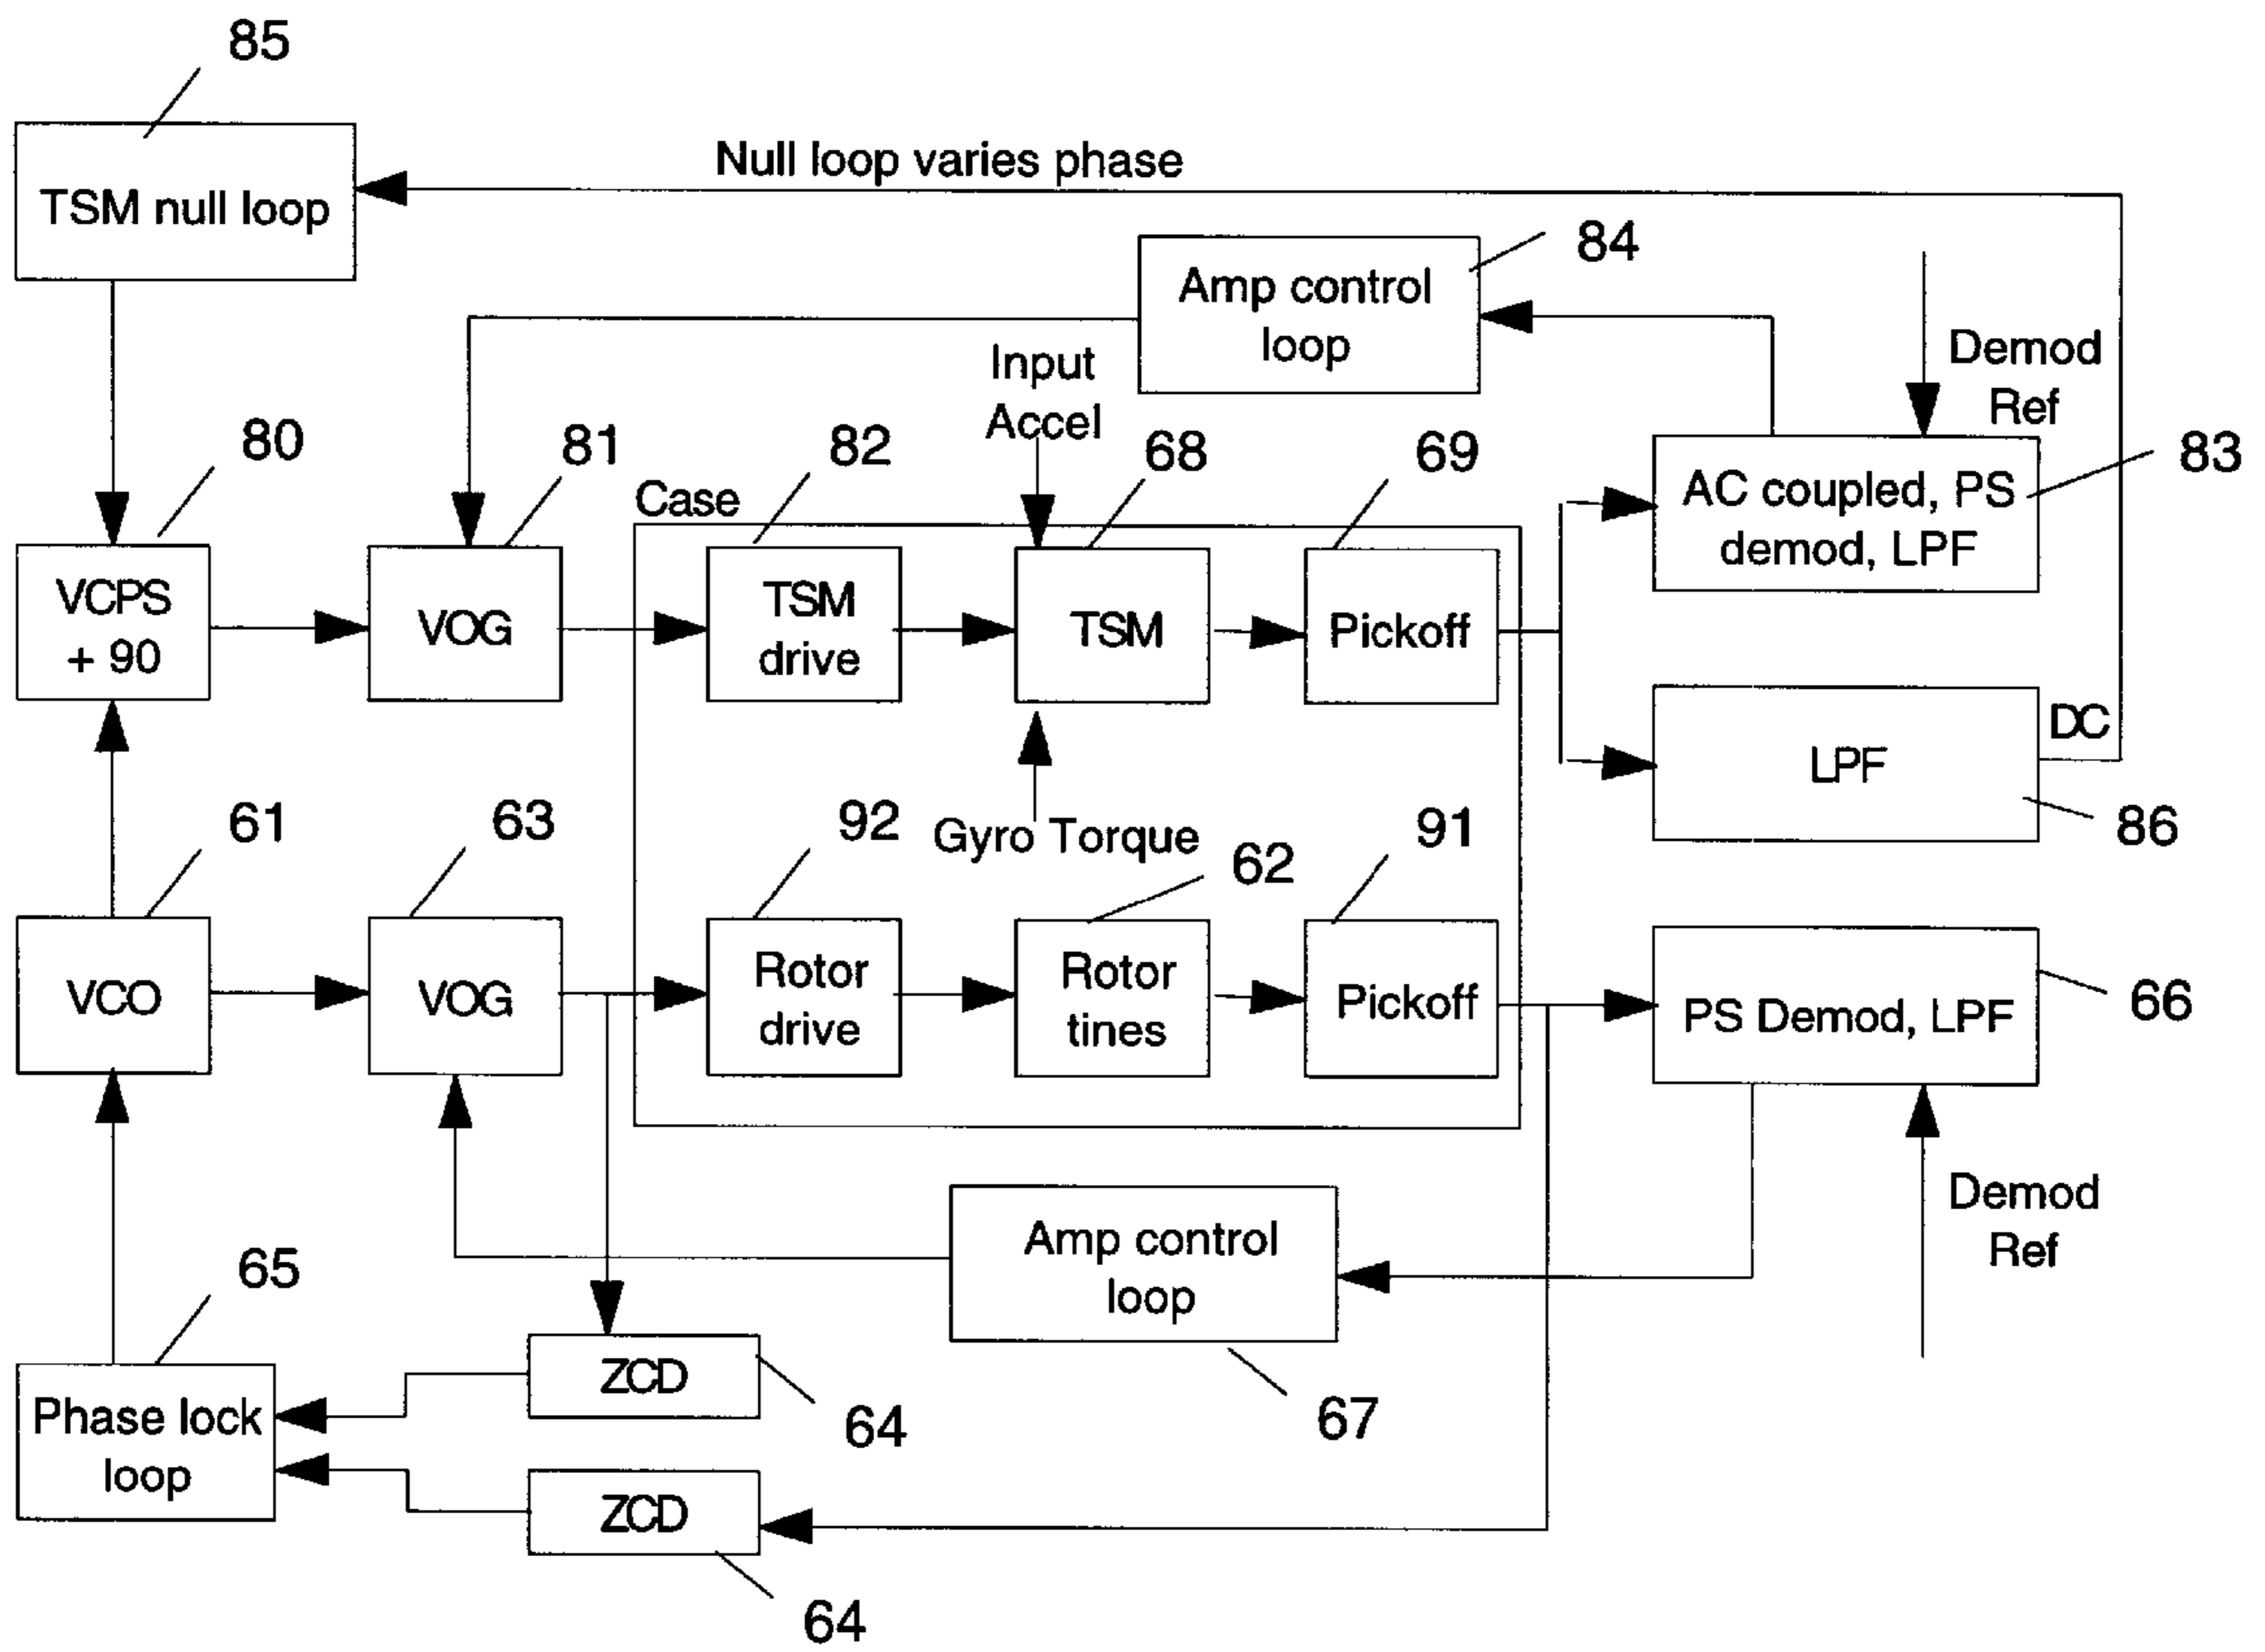 85
TSM null loop
Null loop varies phase
84
Amp control
loop
Input
Accel
Demod
Ref
80
81
82
68
69
83
Case
AC coupled, PS
demod, LPF
VCPS
+ 90
VOG
TSM
drive
TSM
Pickoff
DC
LPF
86
61
63
92
Gyro Torque
62
91
VCO
VOG
Rotor
drive
Rotor
tines
Pickoff
PS Demod, LPF
66
Demod
Ref
Amp control
loop
67
65
Phase lock
loop
ZCD
64
ZCD
64